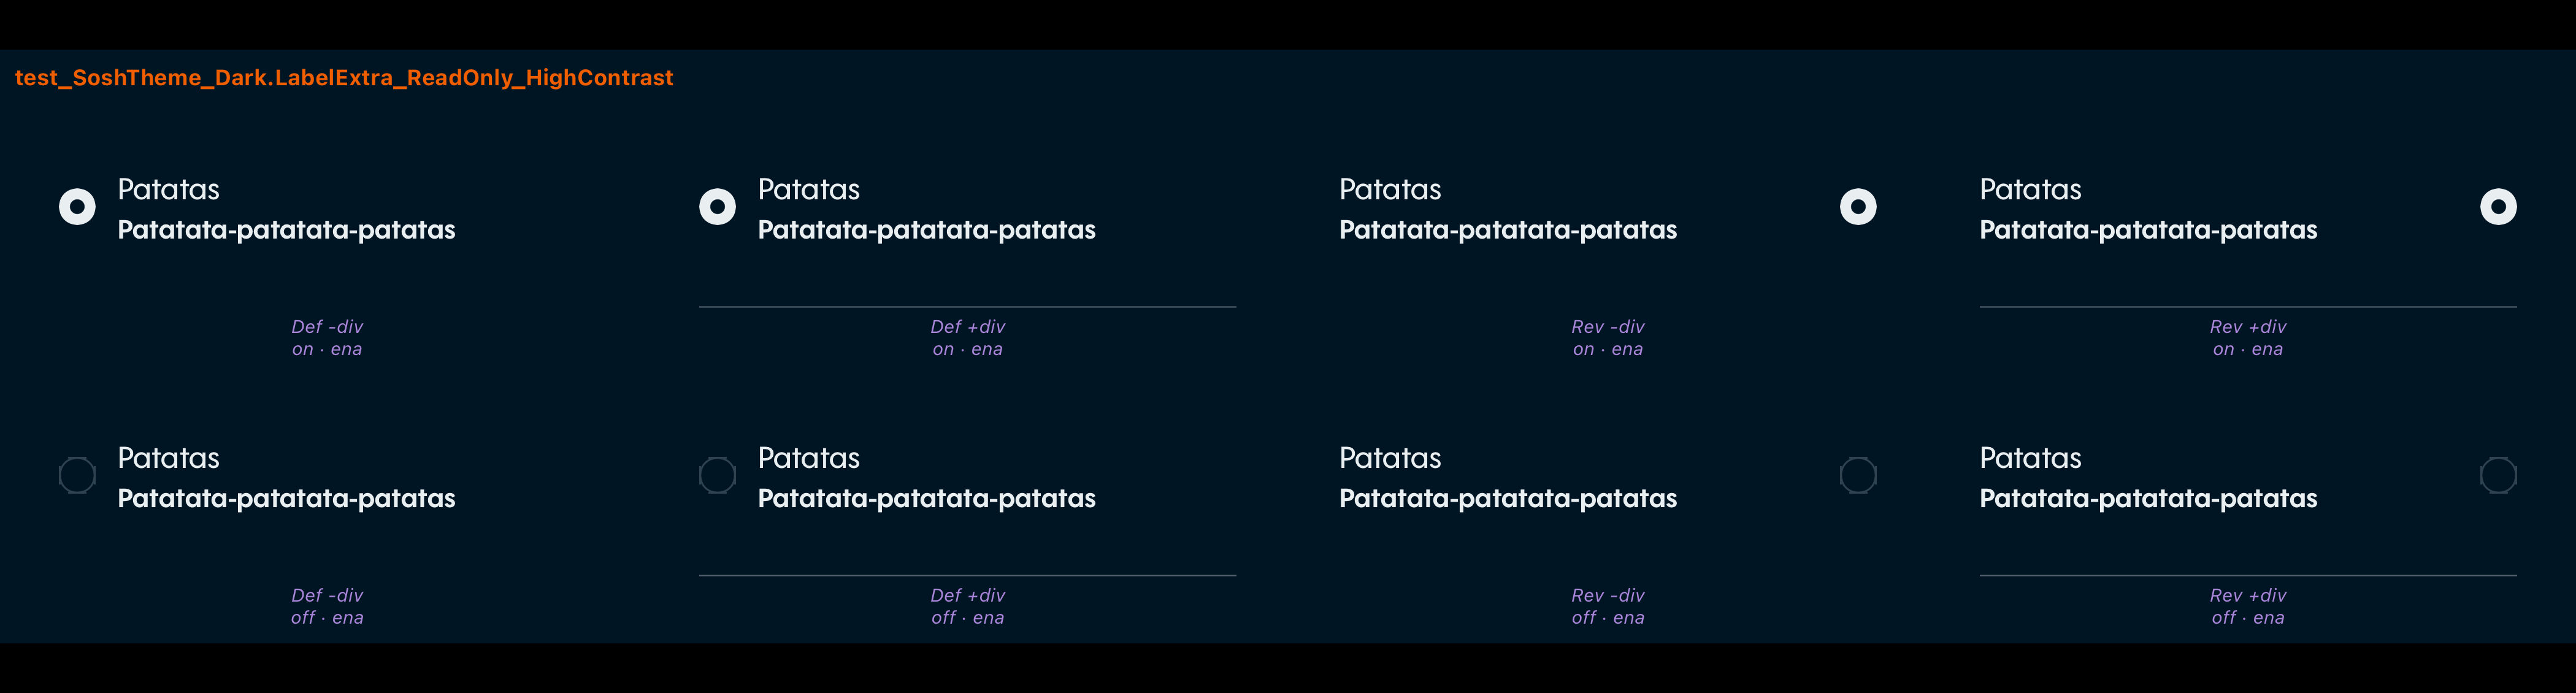 test_SoshTheme_Dark.LabelExtra_ReadOnly_HighContrast
Patatas
Patatata-patatata-patatas
Def -div
on · ena
Patatas
Patatata-patatata-patatas
Def +div
on · ena
Patatas
Patatata-patatata-patatas
Rev -div
on · ena
Patatas
Patatata-patatata-patatas
Rev +div
on · ena
Patatas
Patatata-patatata-patatas
Def -div
off · ena
Patatas
Patatata-patatata-patatas
Def +div
off · ena
Patatas
Patatata-patatata-patatas
Rev -div
off · ena
Patatas
Patatata-patatata-patatas
Rev +div
off · ena